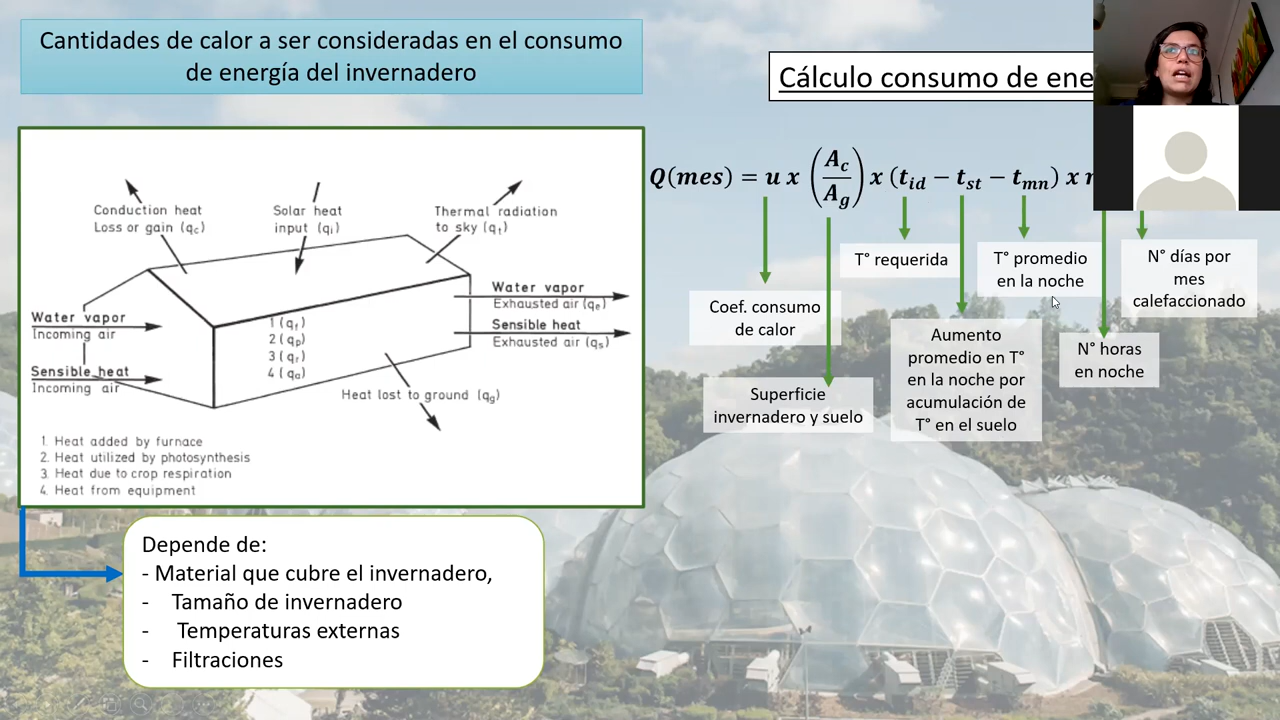 Cantidades de calor a ser consideradas en el consumo
de energía del invernadero
Conduction heat
Loss or gain (qc)
Solar heat
input (qi)
Thermal radiation
to sky (qt)
Water vapor
Incoming air
Sensible heat
Incoming air
1 (qf)
2 (qp)
3 (qr)
4 (qo)
Water vapor
Exhausted air (qe)
Sensible heat
Exhausted air (qs)
Heat lost to ground (qg)
1. Heat added by furnace
2. Heat utilized by photosynthesis
3. Heat due to crop respiration
4. Heat from equipment
Depende de:
- Material que cubre el invernadero,
- Tamaño de invernadero
- Temperaturas externas
- Filtraciones
Cálculo consumo de ene
Q(mes) = u x (Ac/Ag) x (tid − tst − tmn) x
Coef. consumo
de calor
Superficie
invernadero y suelo
T° requerida
Aumento
promedio en T°
en la noche por
acumulación de
T° en el suelo
T° promedio
en la noche
N° horas
en noche
N° días por
mes
calefaccionado